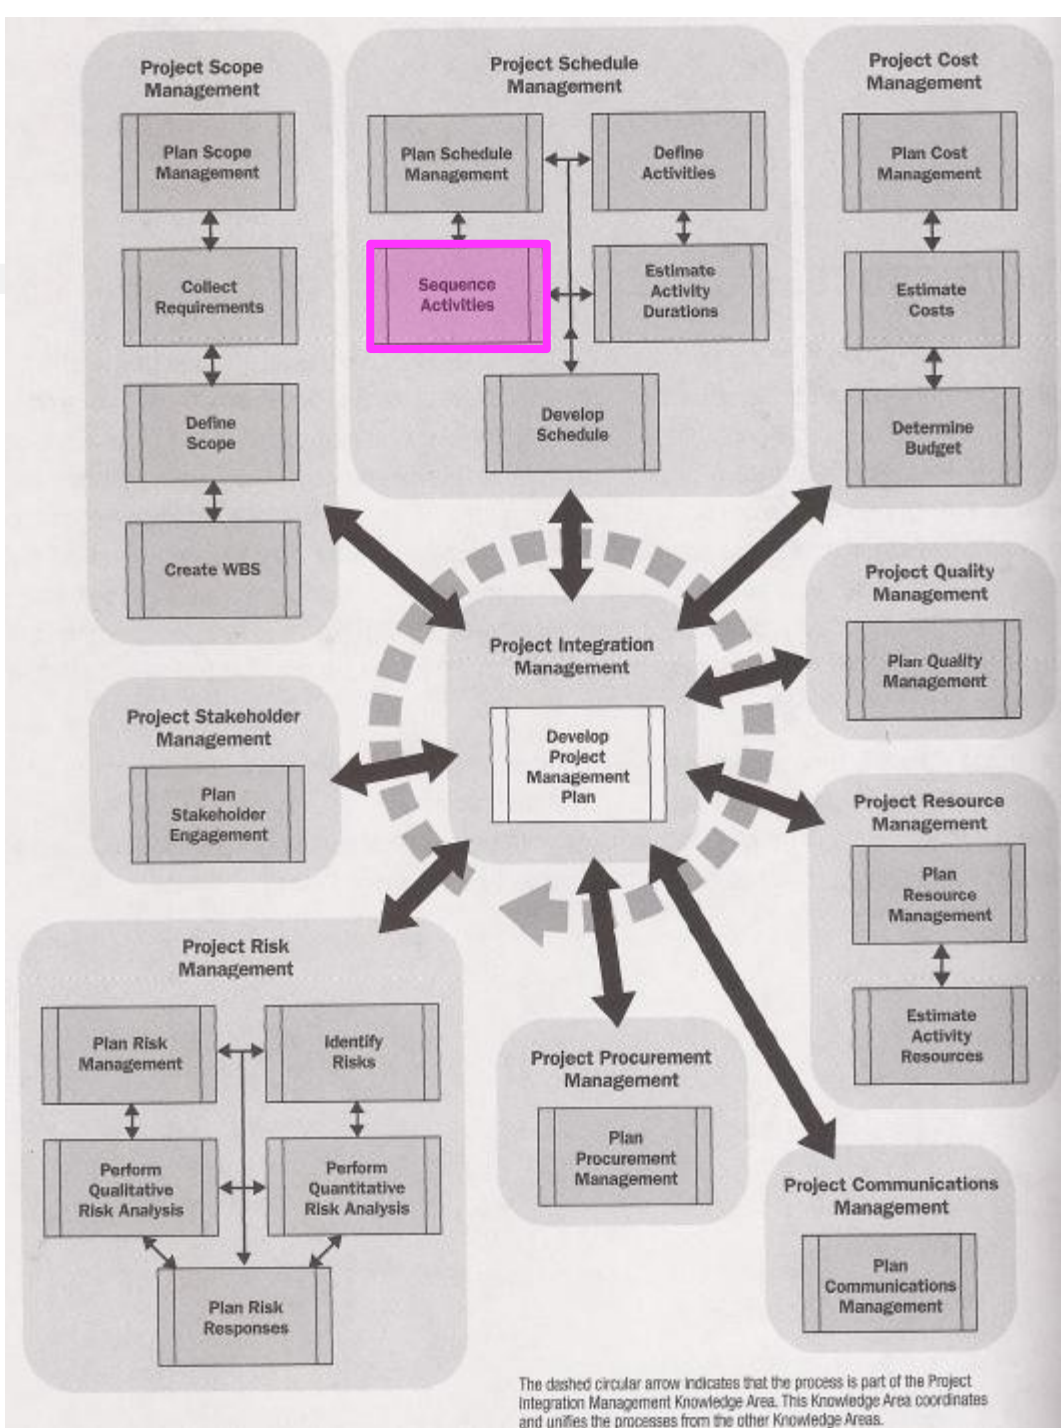 Project Scope
Management
Plan Scope
Management
Collect
Requirements
Define
Scope
Create WBS
Project Schedule
Management
Plan Schedule
Management
Define
Activities
Sequence
Activities
Estimate
Activity
Durations
Develop
Schedule
Project Cost
Management
Plan Cost
Management
Estimate
Costs
Determine
Budget
Project Quality
Management
Plan Quality
Management
Project Integration
Management
Develop
Project
Management
Plan
Project Stakeholder
Management
Plan
Stakeholder
Engagement
Project Resource
Management
Plan
Resource
Management
Estimate
Activity
Resources
Project Risk
Management
Plan Risk
Management
Identify
Risks
Perform
Qualitative
Risk Analysis
Perform
Quantitative
Risk Analysis
Plan Risk
Responses
Project Procurement
Management
Plan
Procurement
Management
Project Communications
Management
Plan
Communications
Management
The dashed circular arrow indicates that the process is part of the Project
Integration Management Knowledge Area. This Knowledge Area coordinates
and unifies the processes from the other Knowledge Areas.